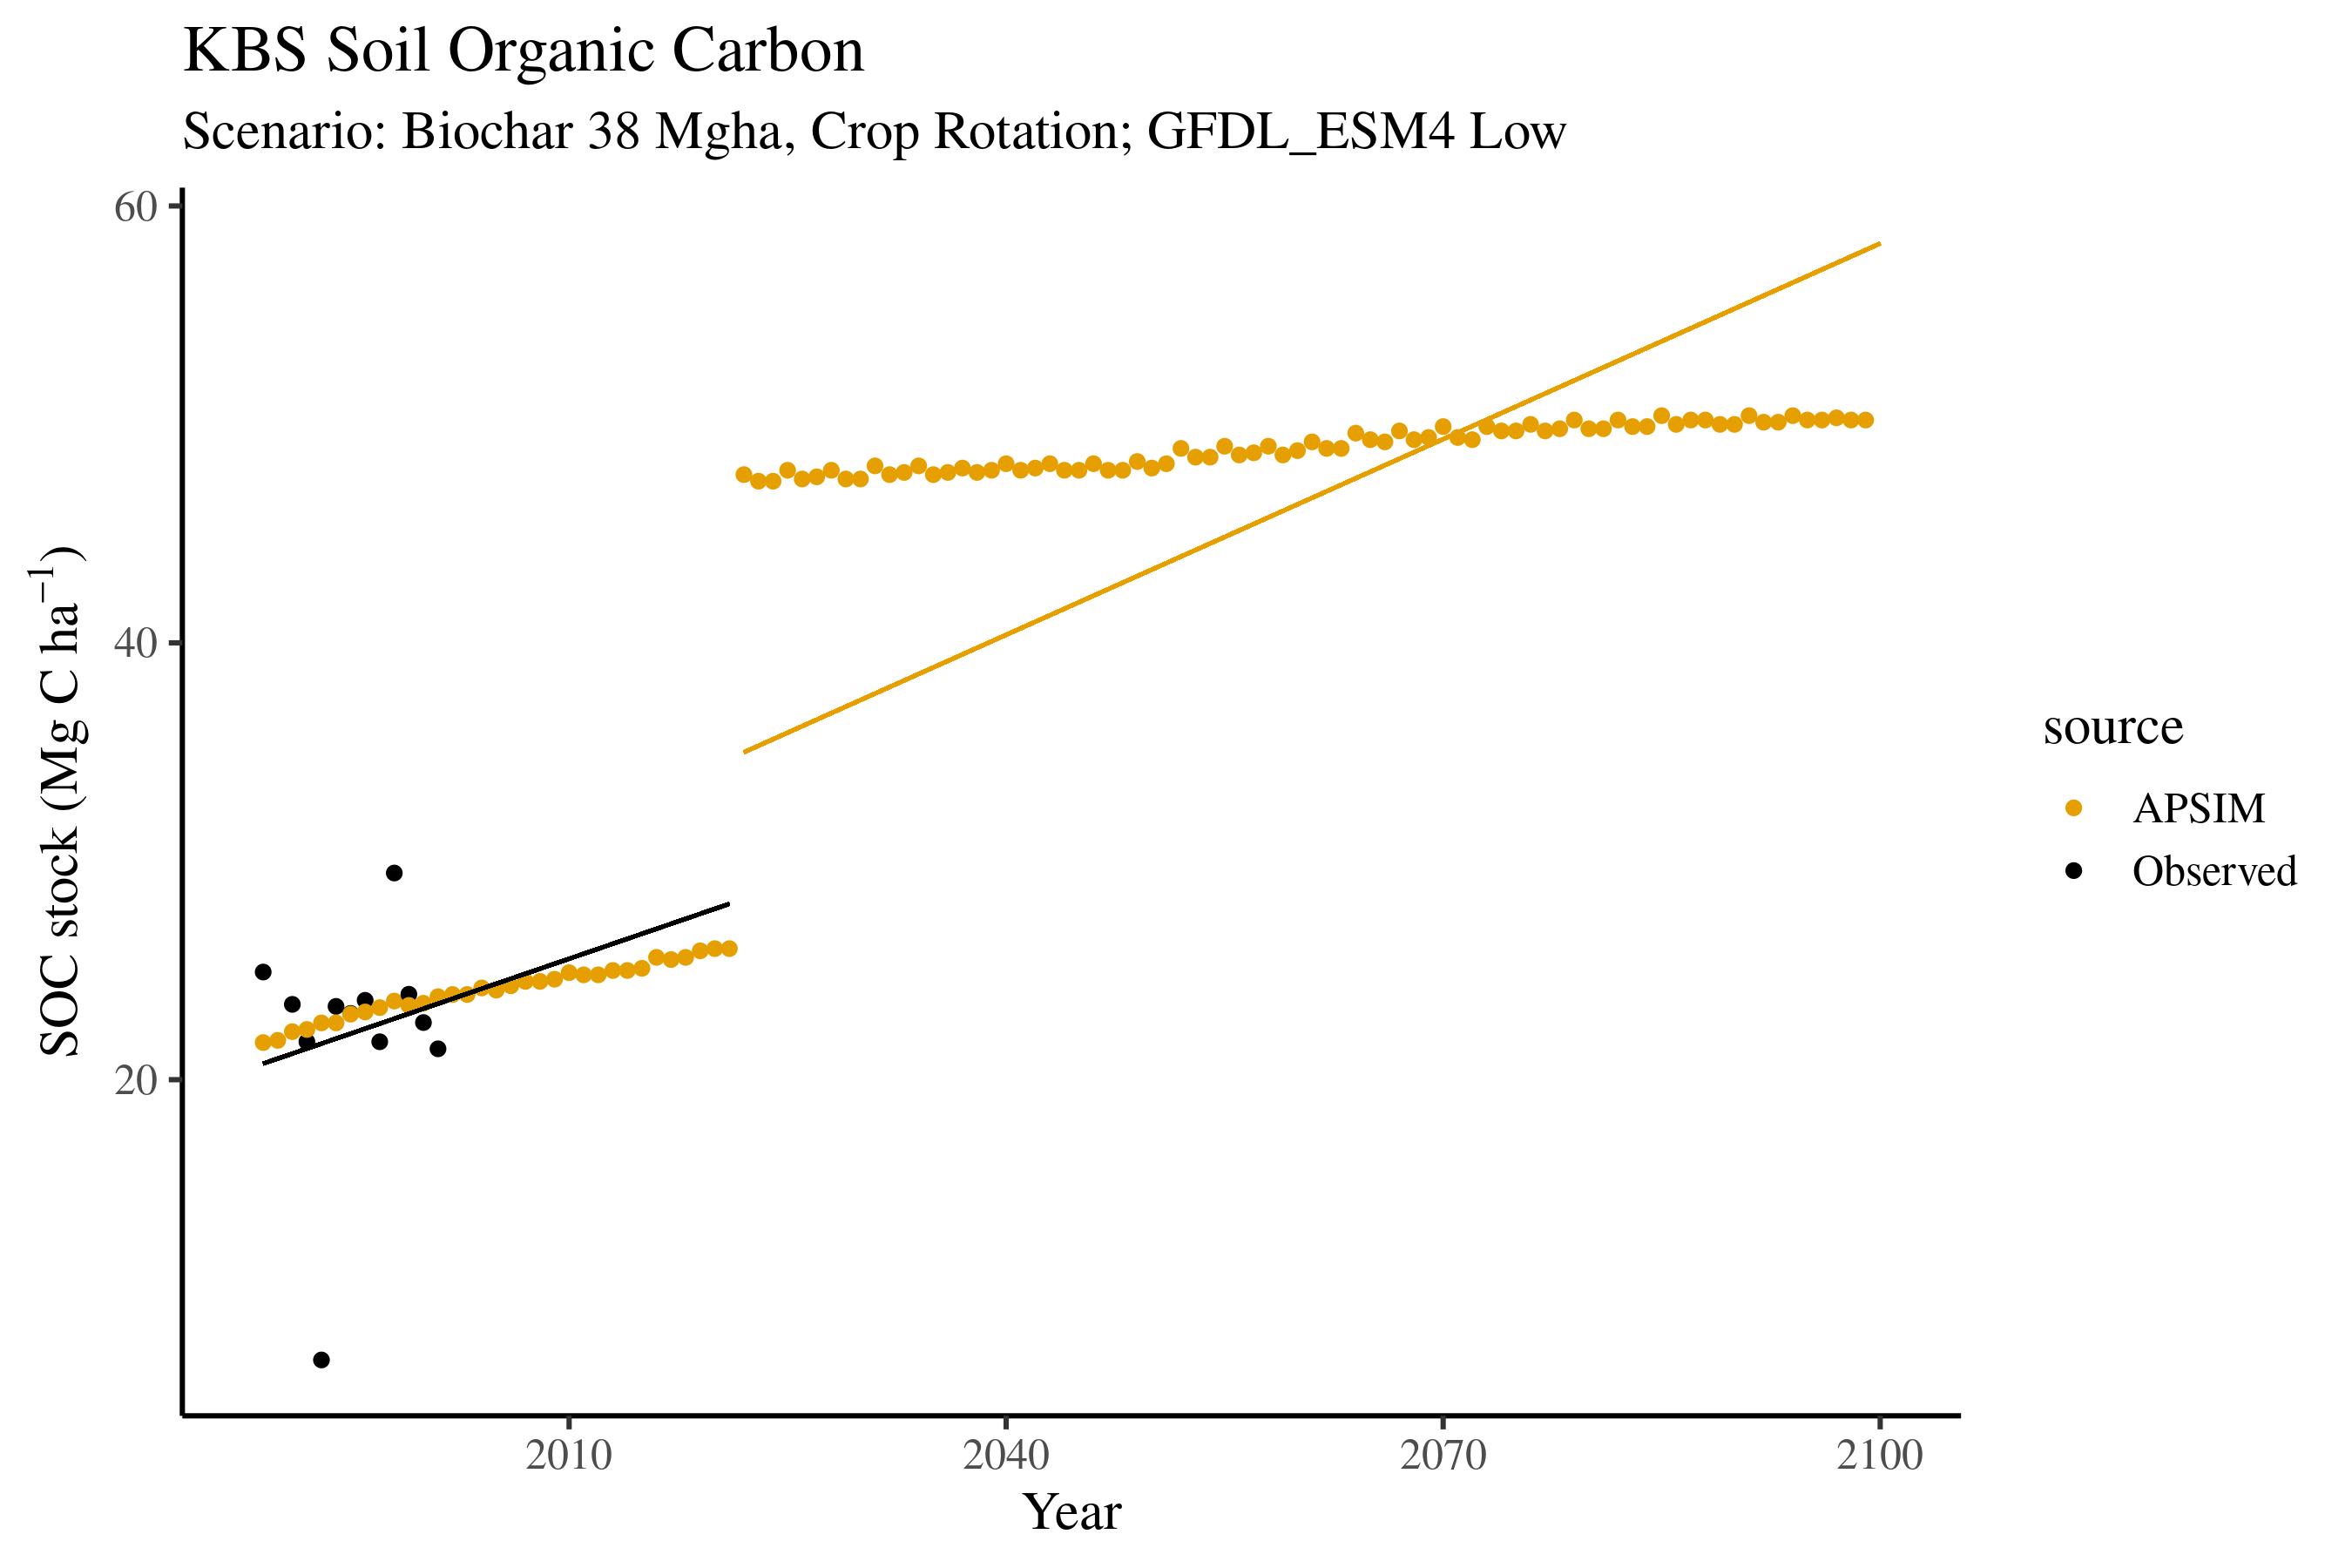 KBS Soil Organic Carbon
Scenario: Biochar 38 Mgha, Crop Rotation; GFDL_ESM4 Low
60
40
20
SOC stock (Mg C ha⁻¹)
2010 2040 2070 2100
Year
source
APSIM
Observed